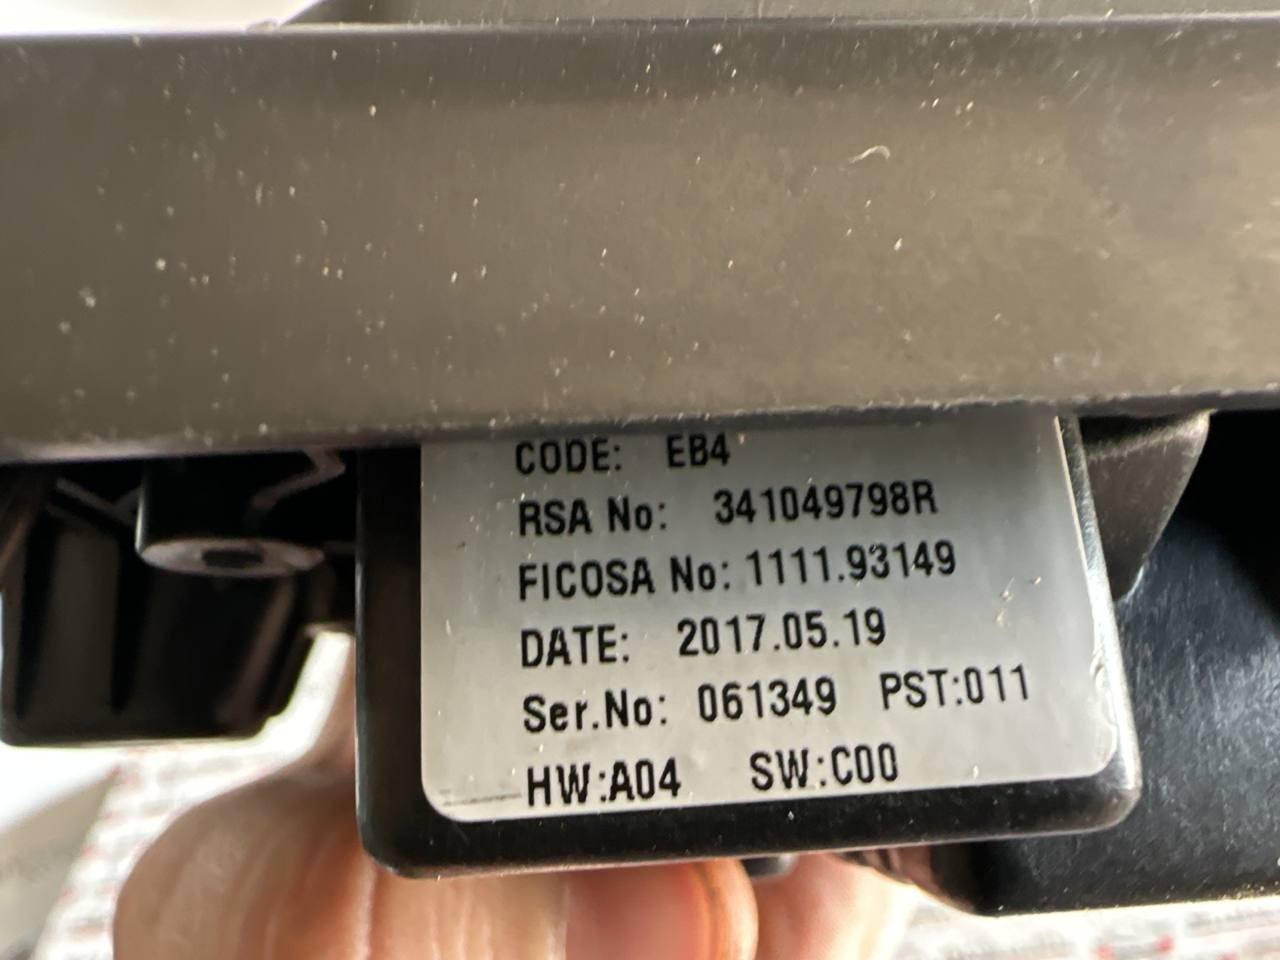 CODE: EB4
RSA No: 341049798R
FICOSA No: 1111.93149
DATE: 2017.05.19
Ser.No: 061349 PST:011
HW:A04 SW:C00